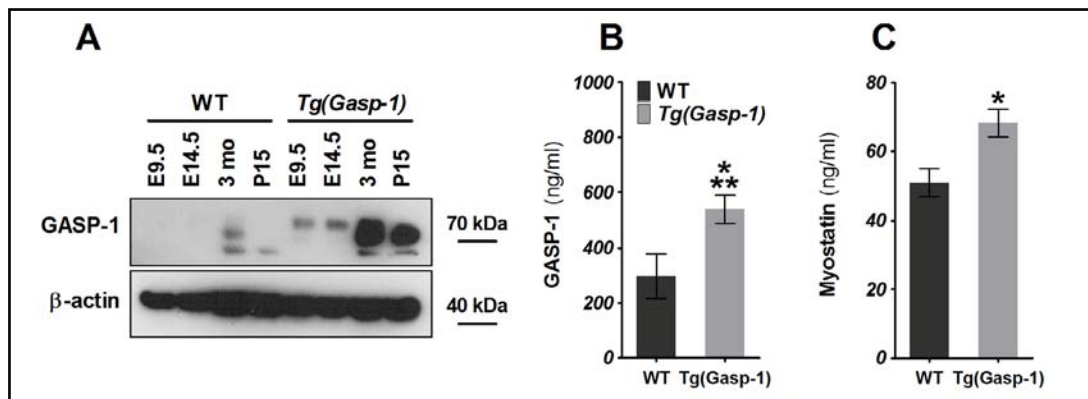 A
WT Tg(Gasp-1)
E9.5 E14.5 3 mo P15 E9.5 E14.5 3 mo P15
GASP-1
70 kDa
β-actin
40 kDa
B
GASP-1 (ng/ml)
1000
800
600
400
200
0
WT
Tg(Gasp-1)
*
**
WT Tg(Gasp-1)
C
Myostatin (ng/ml)
80
60
40
20
0
*
WT Tg(Gasp-1)